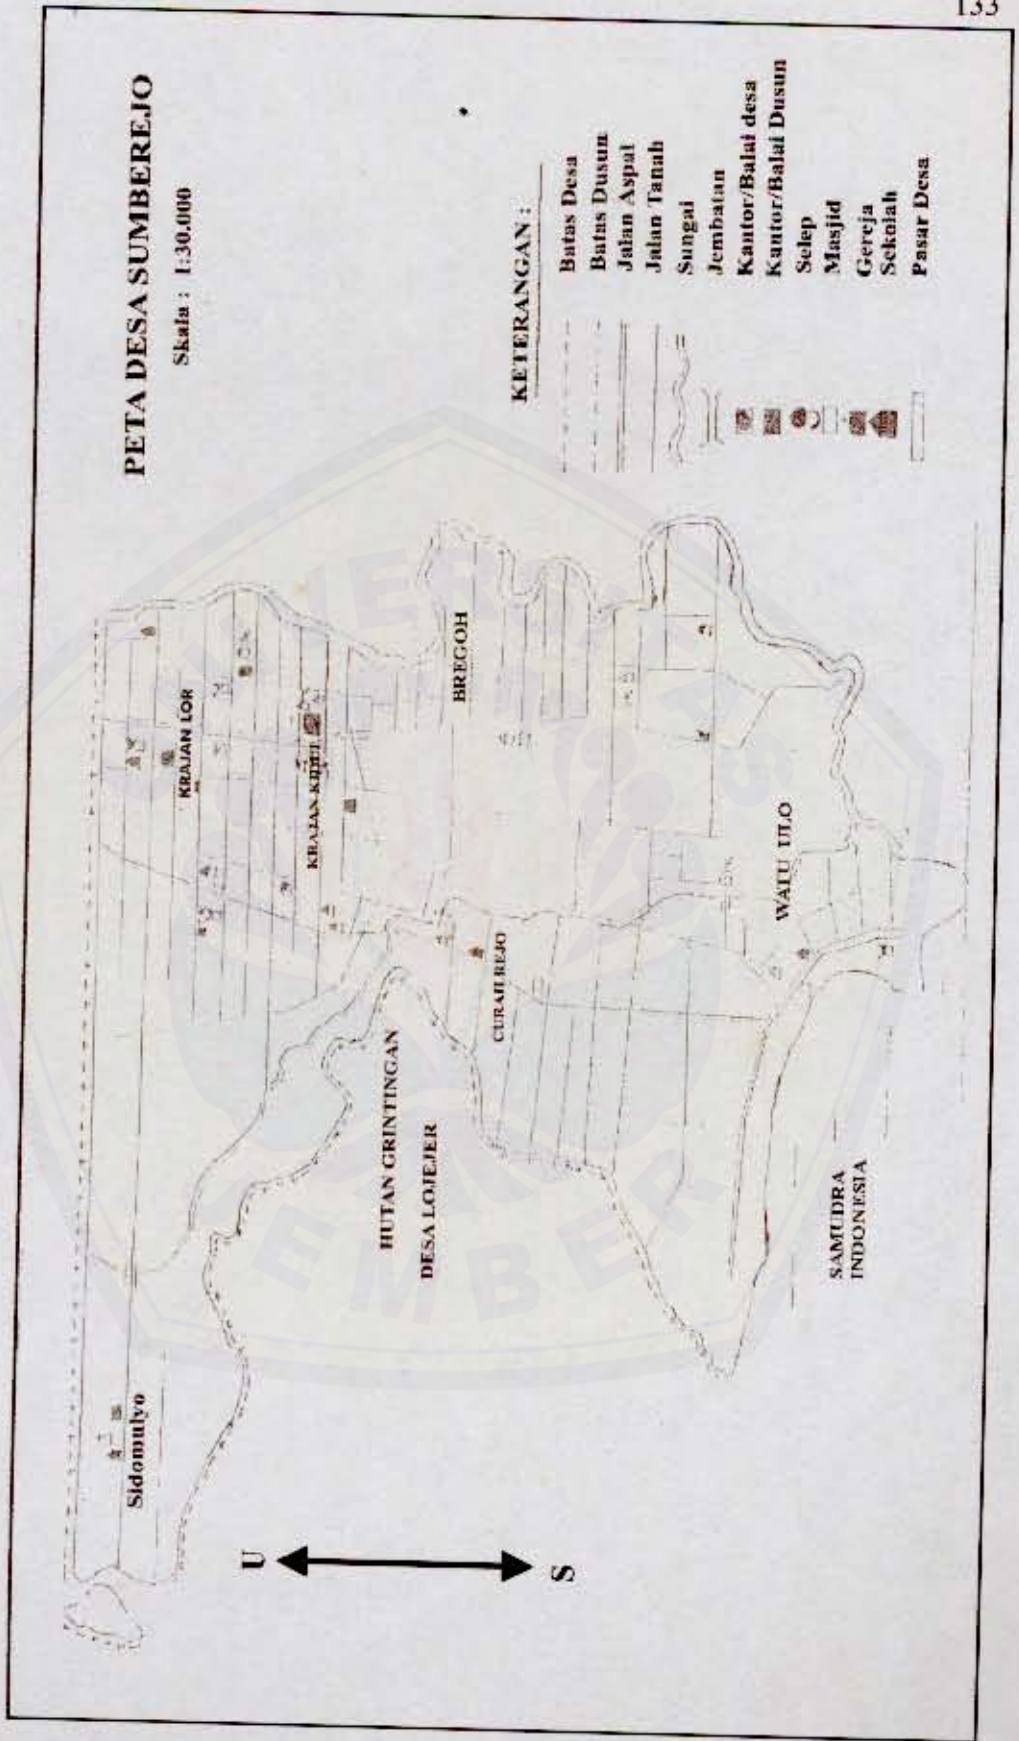 133
PETA DESA SUMBEREJO
Skala : 1:30.000
KETERANGAN :
Batas Desa
Batas Dusun
Jalan Aspal
Jalan Tanah
Sungai
Jembatan
Kantor/Balai desa
Kantor/Balai Dusun
Selep
Masjid
Gereja
Sekolah
Pasar Desa
KRAJAN LOR
KRAJAN KIDUL
BREGOH
CURAH REJO
WATU ULO
HUTAN GRINTINGAN
DESA LOJEJER
Sidomulyo
SAMUDRA
INDONESIA
U
S
UNIVERSITAS
JEMBER